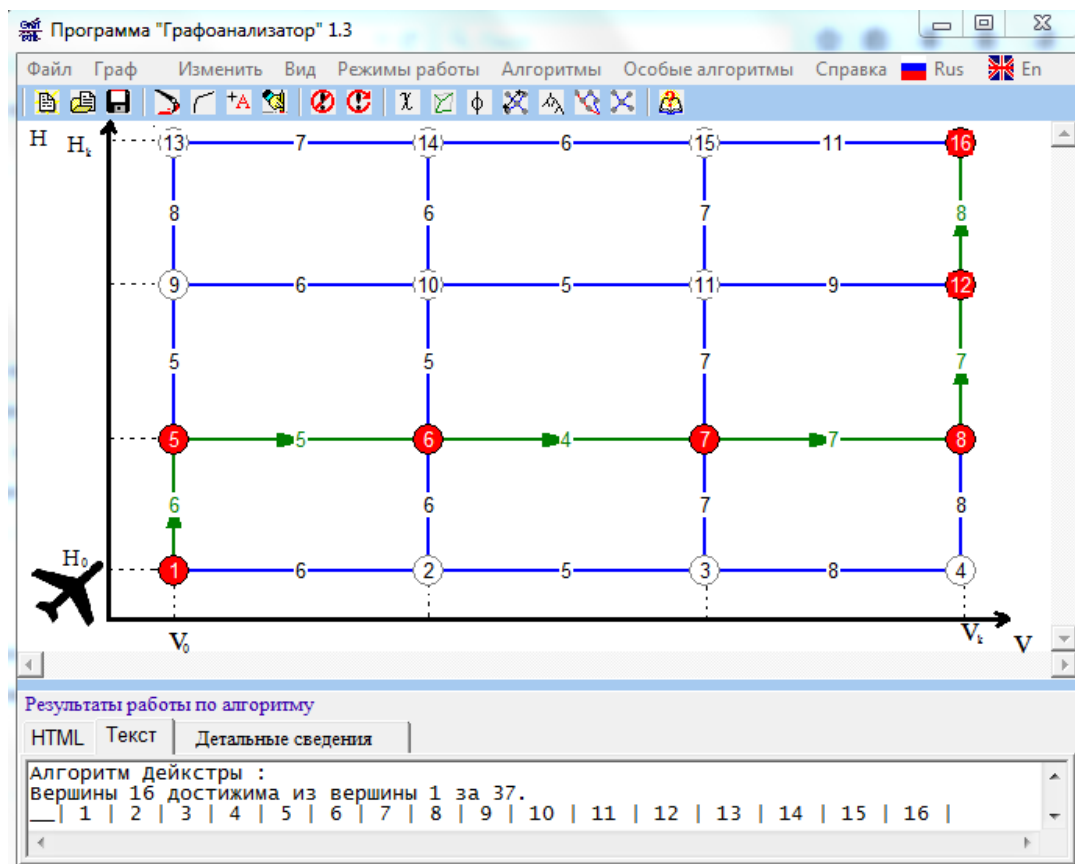 Программа "Графоанализатор" 1.3
Файл Граф Изменить Вид Режимы работы Алгоритмы Особые алгоритмы Справка Rus En
H Hk 13 7 14 6 15 11 16
8 6 7 8
9 6 10 5 11 9 12
5 5 7 7
5 5 6 4 7 7 8
6 6 7 8
H0 1 6 2 5 3 8 4
V0 Vk V
Результаты работы по алгоритму
HTML Текст Детальные сведения
Алгоритм Дейкстры :
Вершины 16 достижима из вершины 1 за 37.
__| 1 | 2 | 3 | 4 | 5 | 6 | 7 | 8 | 9 | 10 | 11 | 12 | 13 | 14 | 15 | 16 |